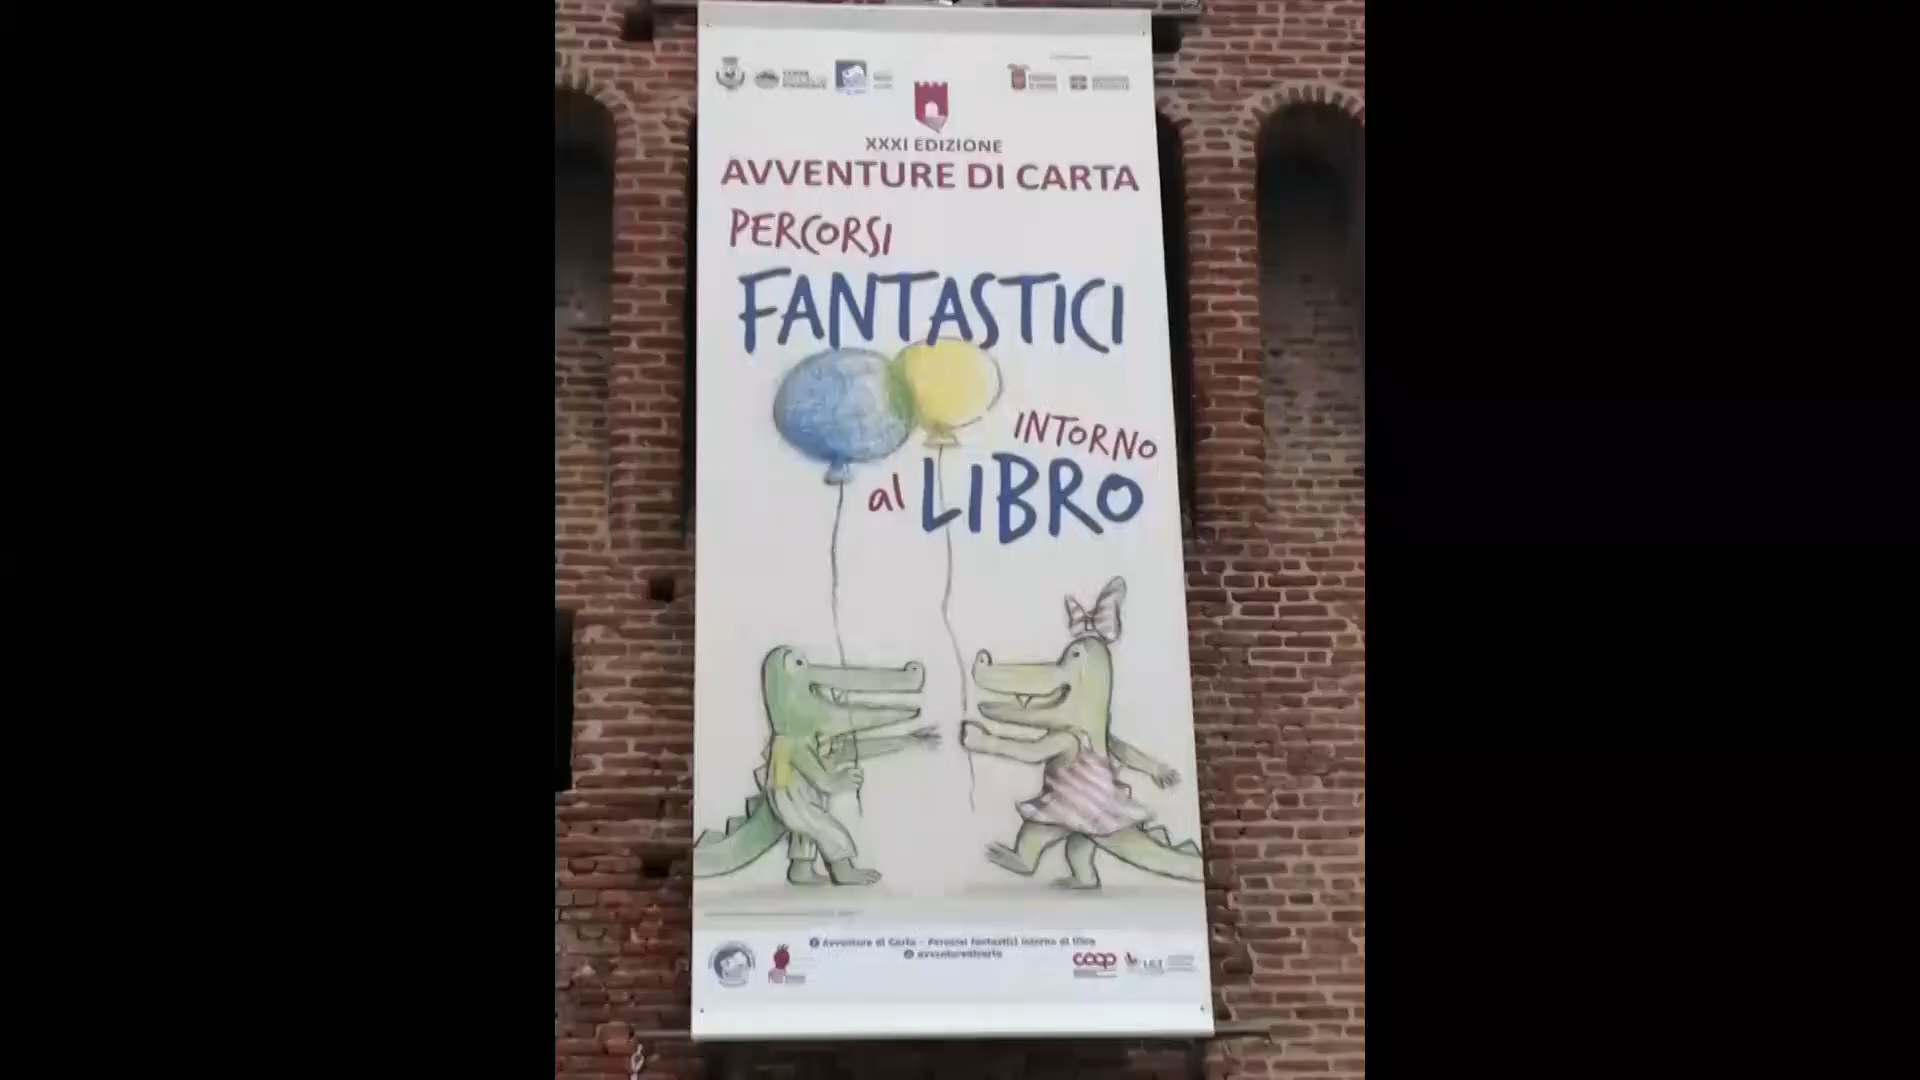 XXXI EDIZIONE
AVVENTURE DI CARTA
PERCORSI
FANTASTICI
INTORNO
al LIBRO
Avventure di Carta - Percorsi fantastici intorno al libro
avventuredicarta
coop